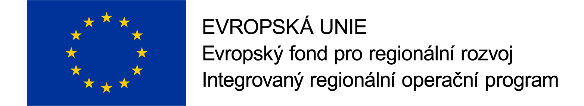 EVROPSKÁ UNIE
Evropský fond pro regionální rozvoj
Integrovaný regionální operační program